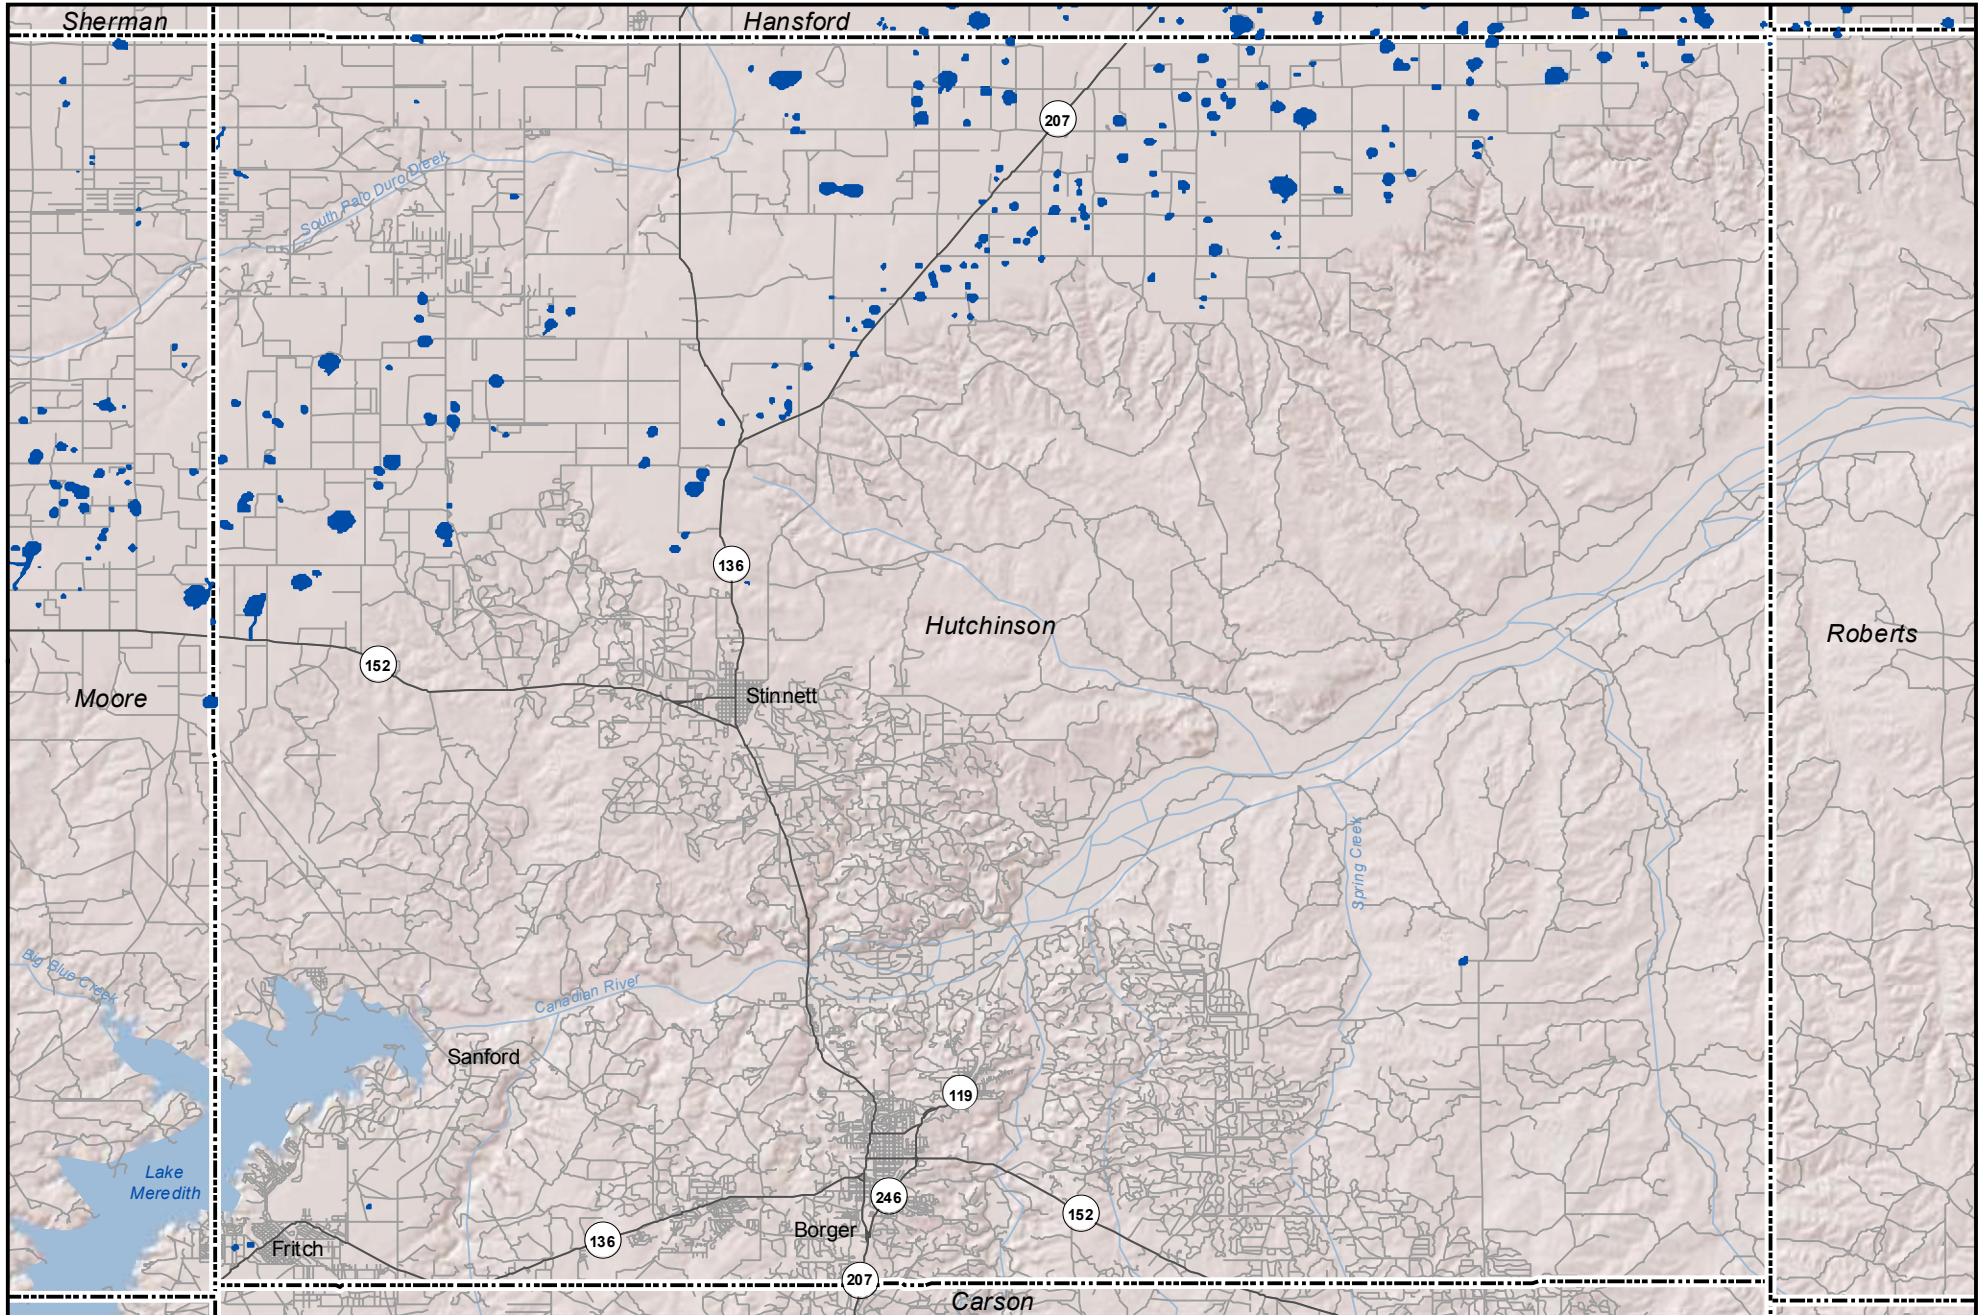 Sherman
Hansford
207
South Palo Duro Dreek
136
Hutchinson
Roberts
152
Moore
Stinnett
Spring Creek
Big Blue Creek
Canadian River
Sanford
119
Lake
Meredith
246
152
Borger
136
Fritch
207
Carson